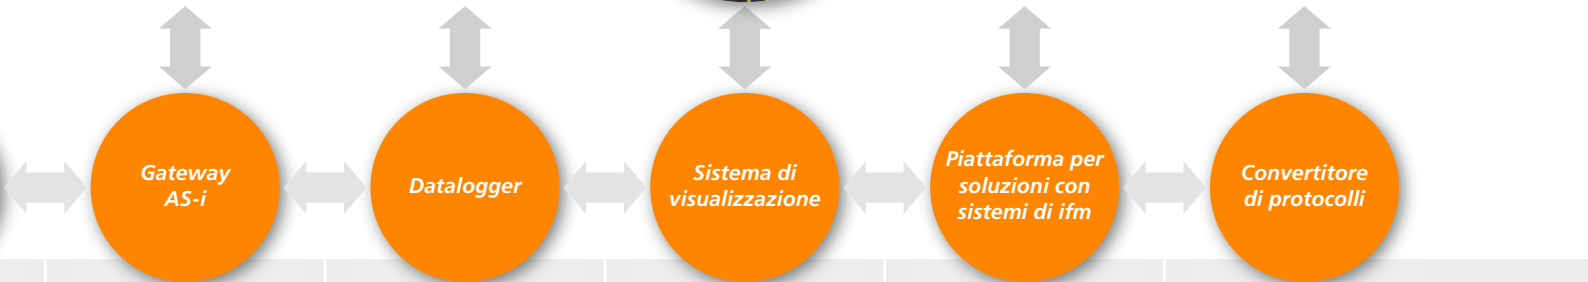 Gateway
AS-i
Datalogger
Sistema di
visualizzazione
Piattaforma per
soluzioni con
sistemi di ifm
Convertitore
di protocolli